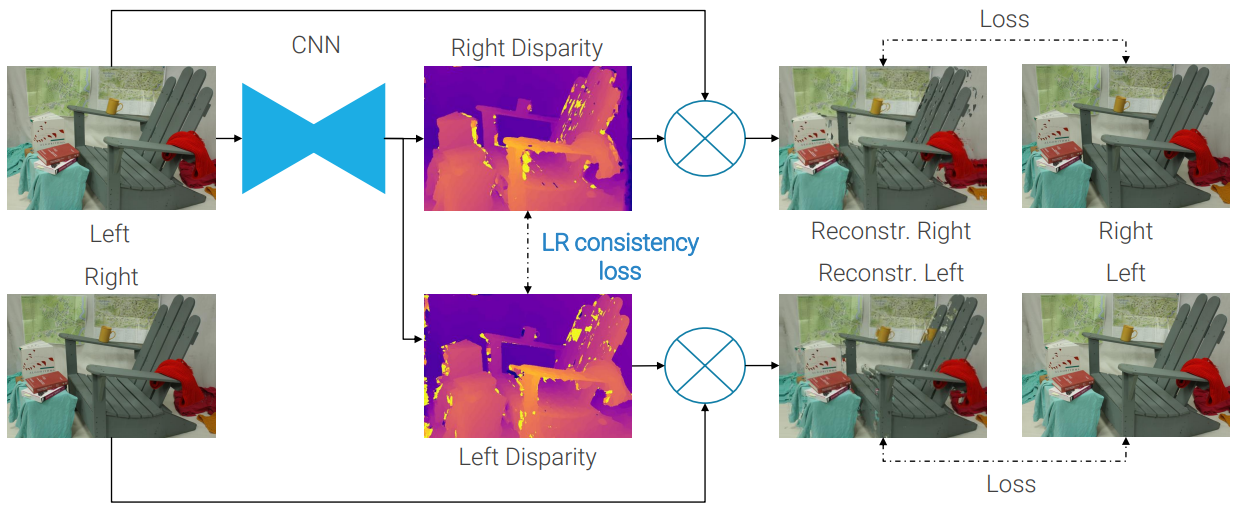 CNN
Right Disparity
Loss
Left
Reconstr. Right
Right
LR consistency
loss
Right
Reconstr. Left
Left
Left Disparity
Loss